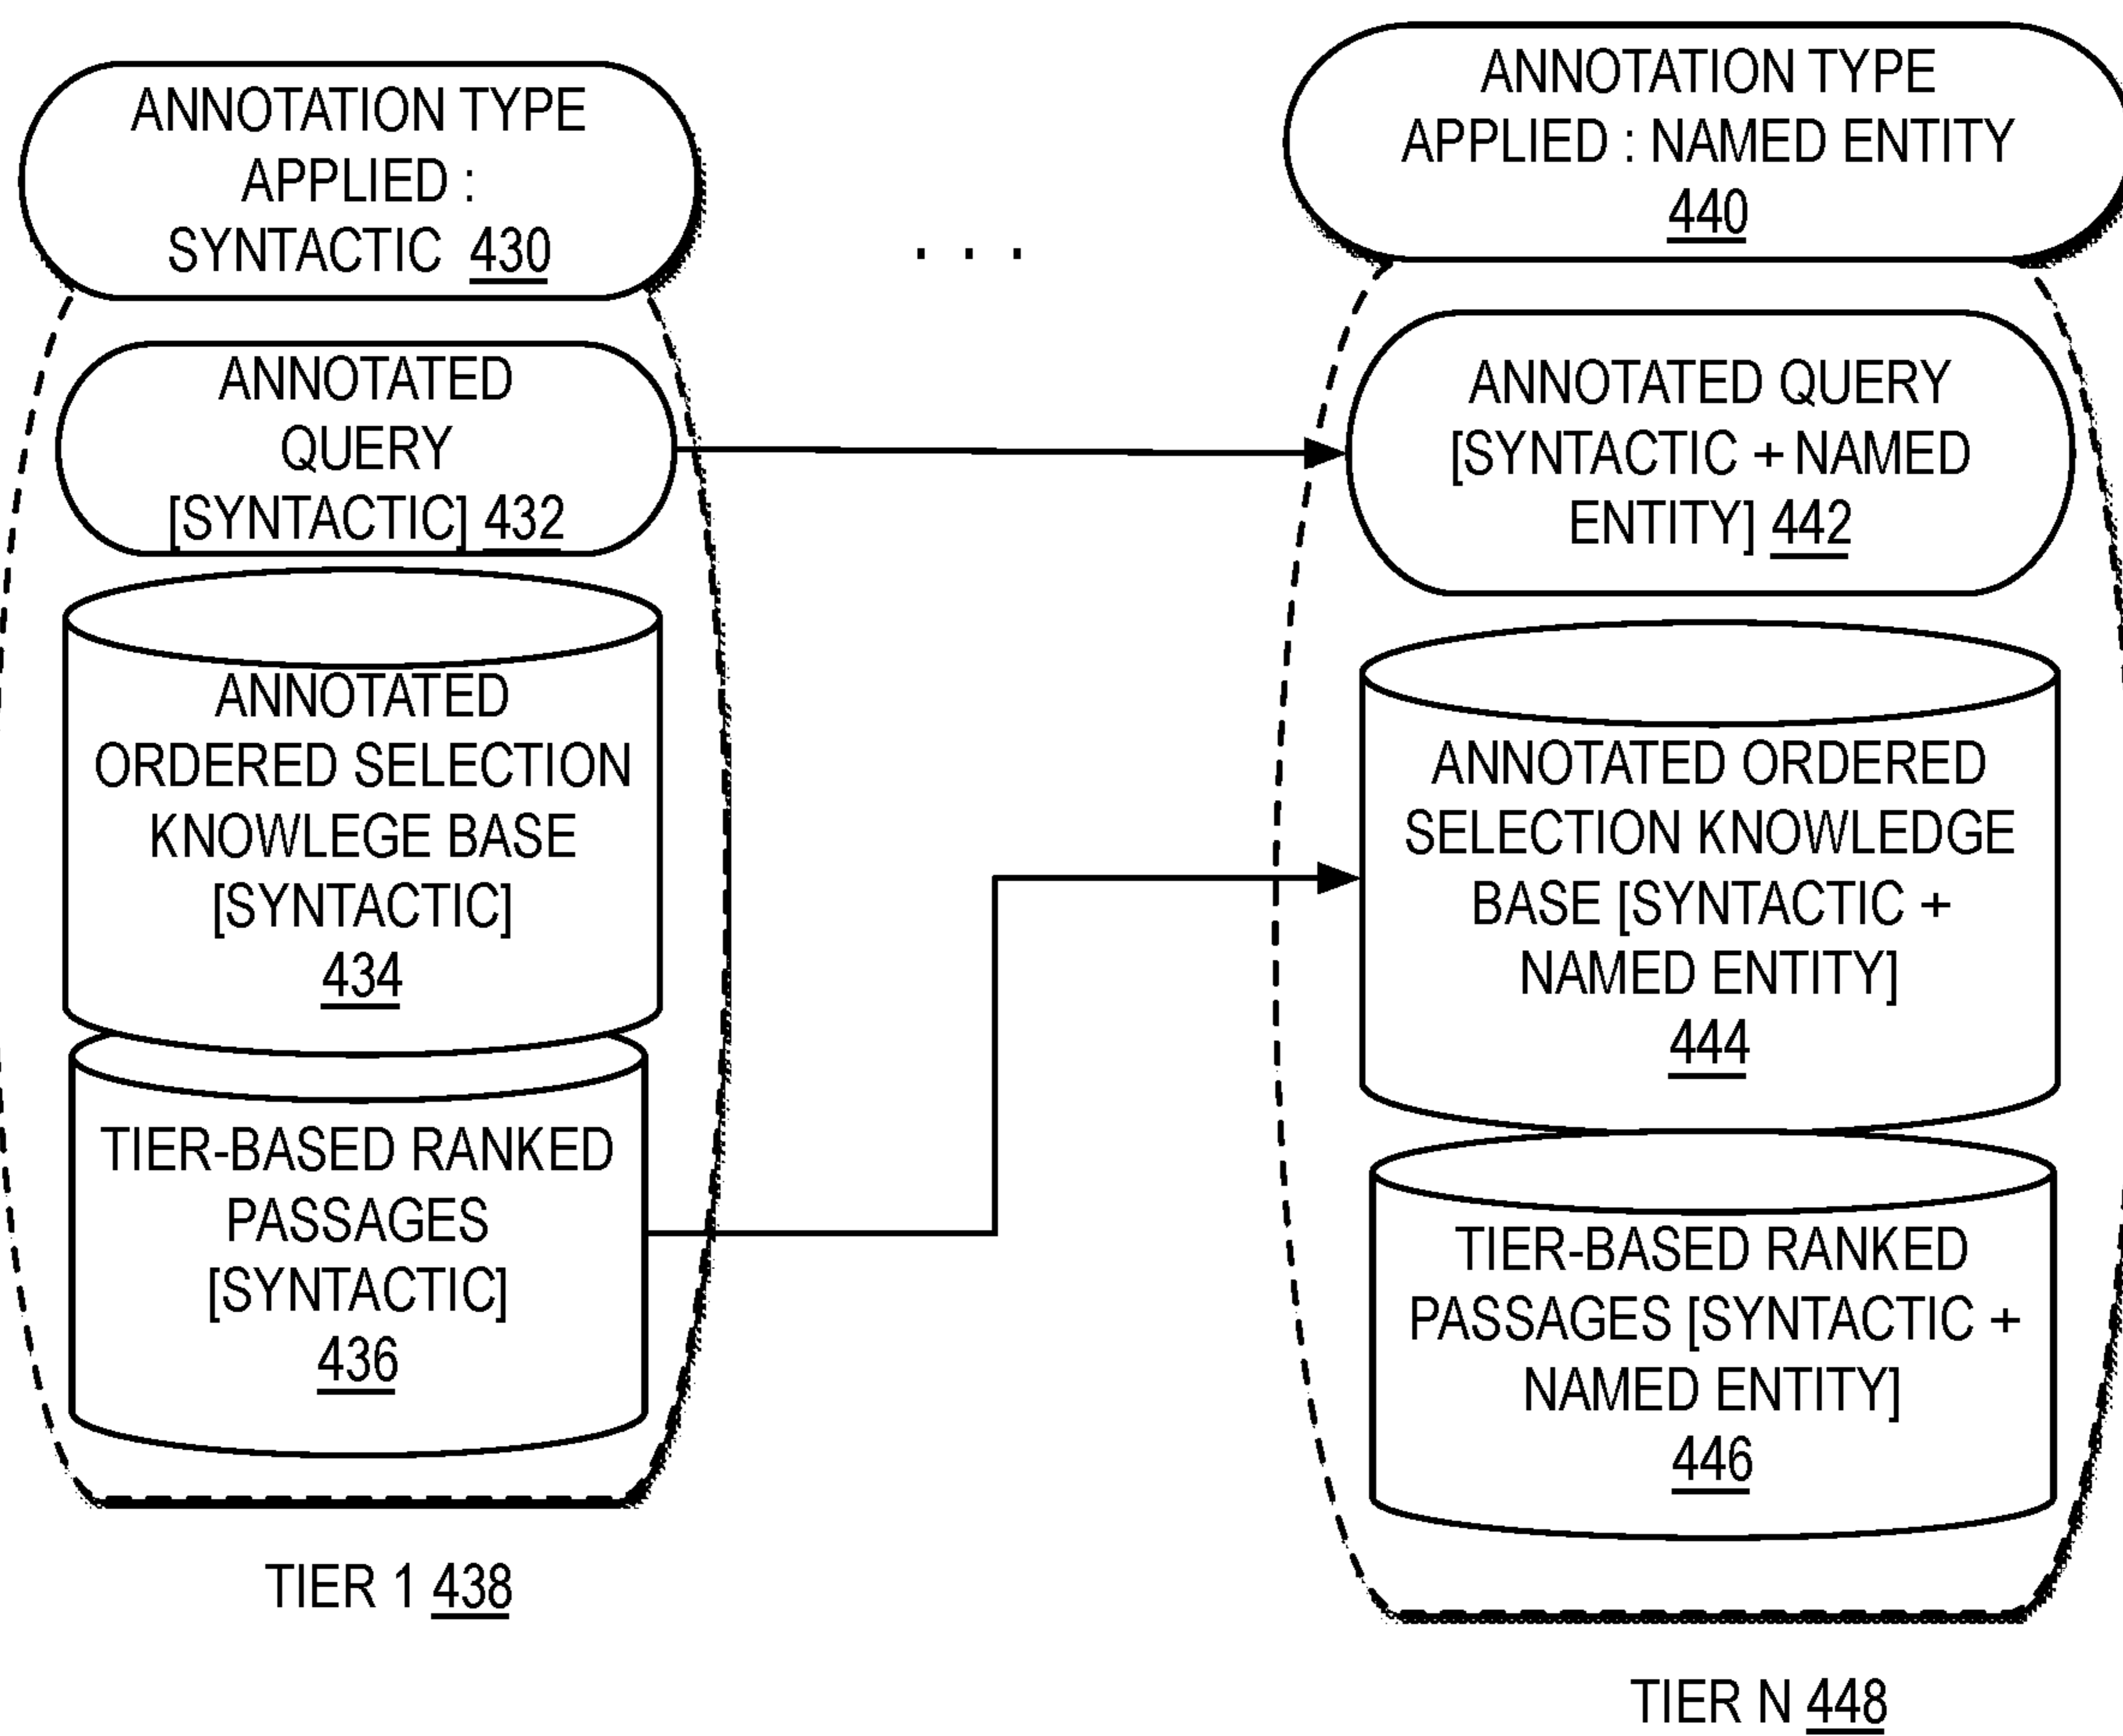 ANNOTATION TYPE
APPLIED :
SYNTACTIC 430
ANNOTATED
QUERY
[SYNTACTIC] 432
ANNOTATED
ORDERED SELECTION
KNOWLEGE BASE
[SYNTACTIC]
434
TIER-BASED RANKED
PASSAGES
[SYNTACTIC]
436
TIER 1 438
. . .
ANNOTATION TYPE
APPLIED : NAMED ENTITY
440
ANNOTATED QUERY
[SYNTACTIC + NAMED
ENTITY] 442
ANNOTATED ORDERED
SELECTION KNOWLEDGE
BASE [SYNTACTIC +
NAMED ENTITY]
444
TIER-BASED RANKED
PASSAGES [SYNTACTIC +
NAMED ENTITY]
446
TIER N 448